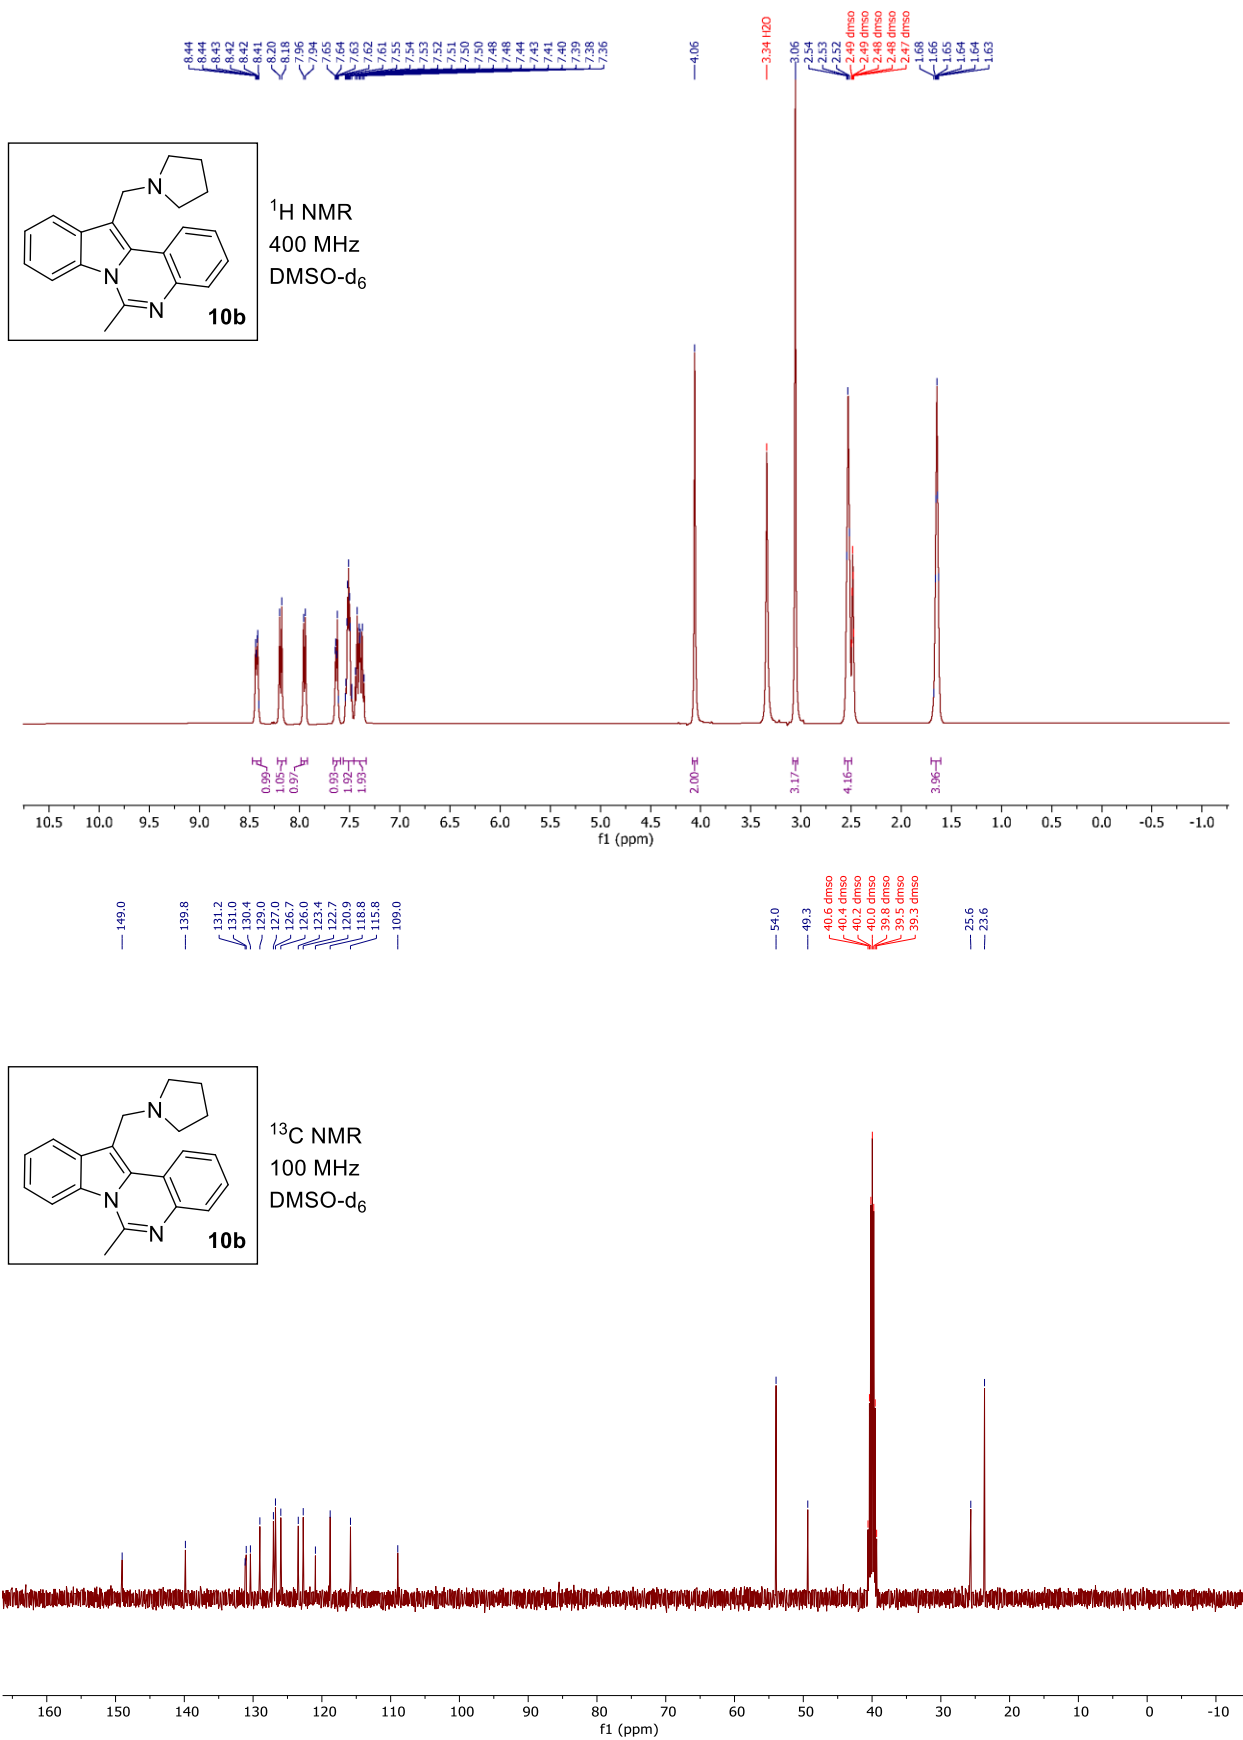 8.44
8.44
8.43
8.42
8.42
8.41
8.20
8.18
7.96
7.94
7.65
7.64
7.63
7.62
7.61
7.55
7.54
7.53
7.52
7.51
7.50
7.50
7.48
7.48
7.44
7.43
7.41
7.40
7.39
7.38
7.36
4.06
3.34 H2O
3.06
2.54
2.53
2.52
2.49 dmso
2.49 dmso
2.48 dmso
2.48 dmso
2.47 dmso
1.68
1.66
1.65
1.64
1.64
1.63
N
N
N
10b
¹H NMR
400 MHz
DMSO-d₆
0.99
1.05
0.97
0.93
1.92
1.93
2.00
3.17
4.16
3.96
10.5 10.0 9.5 9.0 8.5 8.0 7.5 7.0 6.5 6.0 5.5 5.0 4.5 4.0 3.5 3.0 2.5 2.0 1.5 1.0 0.5 0.0 -0.5 -1.0
f1 (ppm)
149.0
139.8
131.2
131.0
130.4
129.0
127.0
126.7
126.0
123.4
122.7
120.9
118.8
115.8
109.0
54.0
49.3
40.6 dmso
40.4 dmso
40.2 dmso
40.0 dmso
39.8 dmso
39.5 dmso
39.3 dmso
25.6
23.6
N
N
N
10b
¹³C NMR
100 MHz
DMSO-d₆
160 150 140 130 120 110 100 90 80 70 60 50 40 30 20 10 0 -10
f1 (ppm)